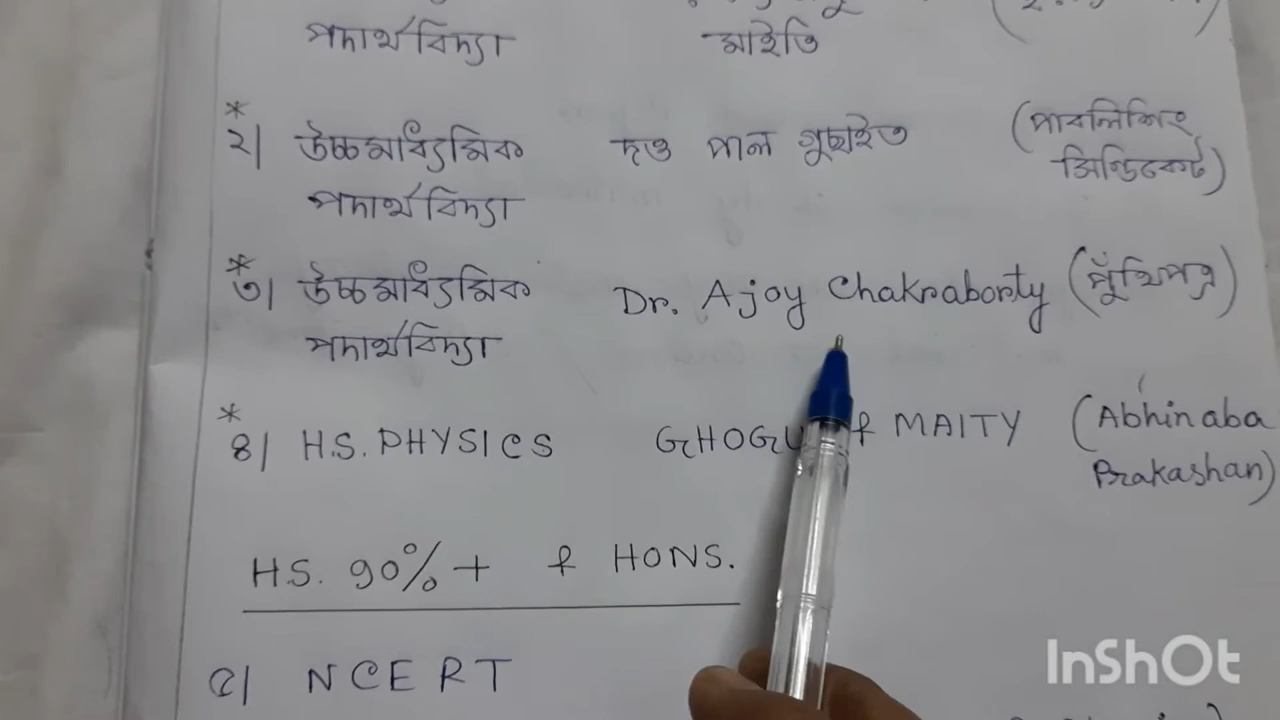 পদার্থবিদ্যা মাইতি
*
২| উচ্চমাধ্যমিক দত্ত পাল গুছাইত (পাবলিশিং
পদার্থবিদ্যা সিন্ডিকেট)
*
৩| উচ্চমাধ্যমিক Dr. Ajoy Chakraborty (পুঁথিপত্র)
পদার্থবিদ্যা
*
৪| H.S. PHYSICS & MAITY (Abhinaba
Prakashan)
H.S. 90%+ & HONS.
৫| NCERT
InShOt